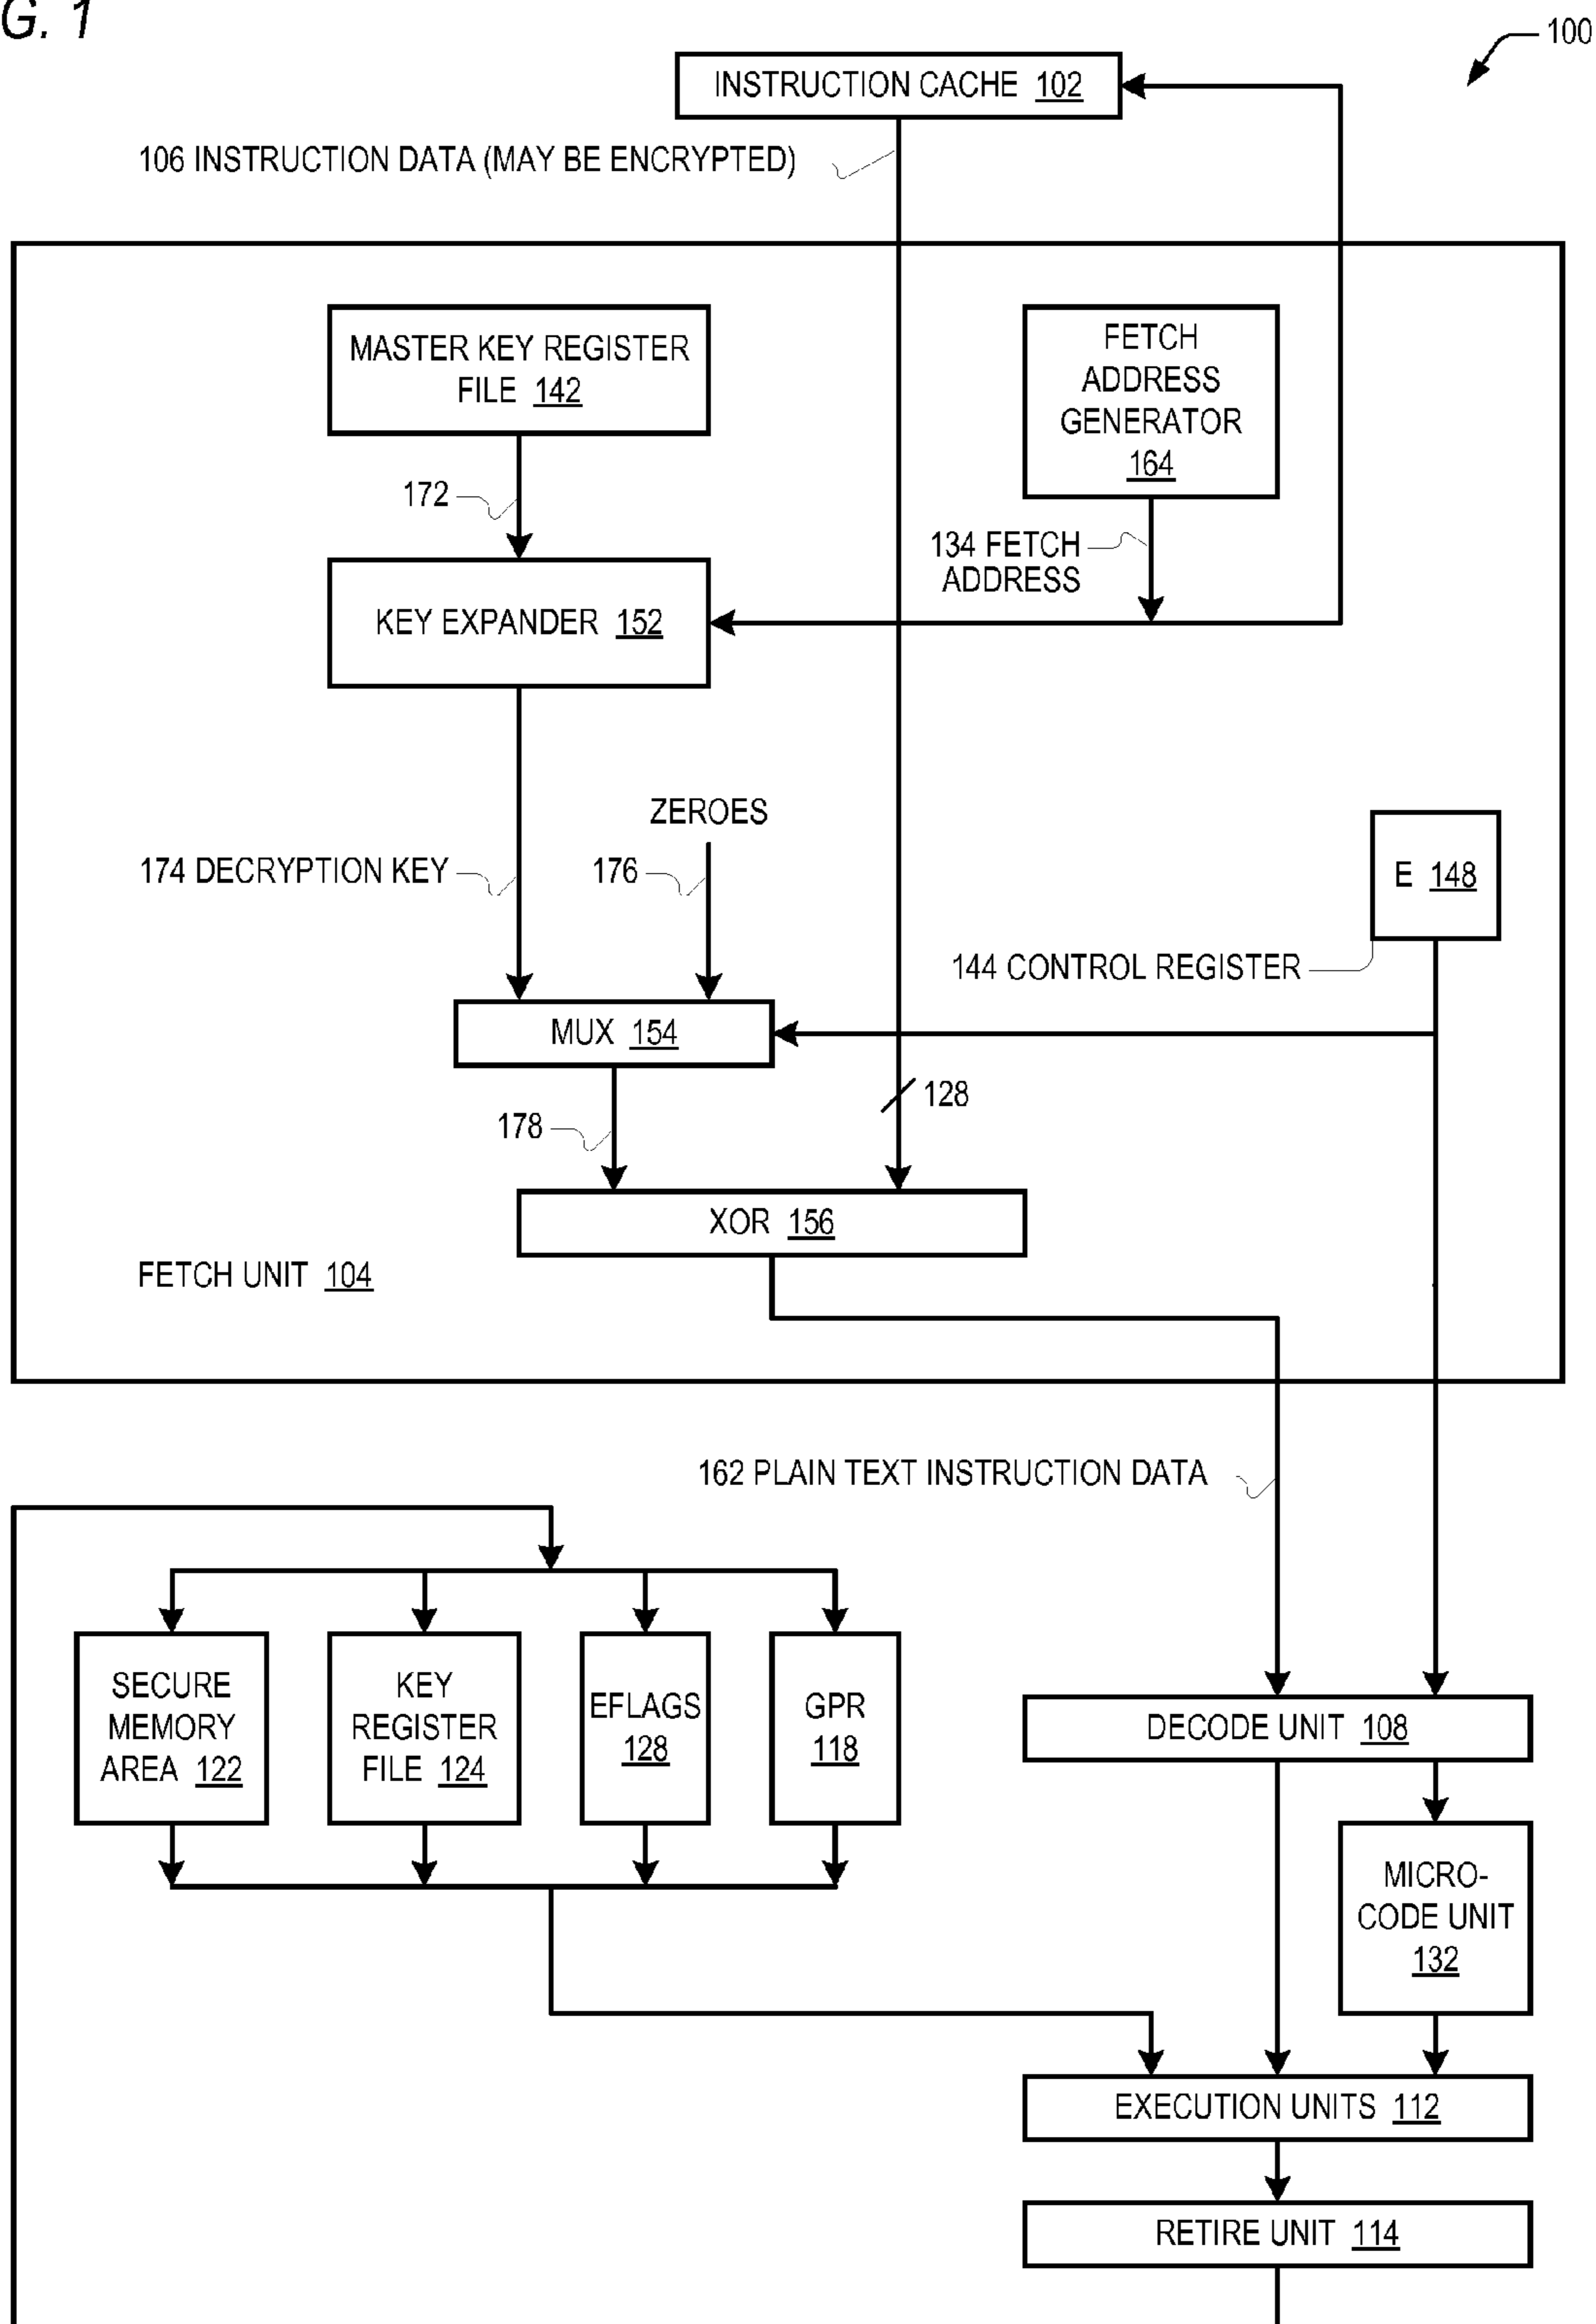 G. 1
100
INSTRUCTION CACHE 102
106 INSTRUCTION DATA (MAY BE ENCRYPTED)
MASTER KEY REGISTER
FILE 142
FETCH
ADDRESS
GENERATOR
164
172
134 FETCH
ADDRESS
KEY EXPANDER 152
ZEROES
174 DECRYPTION KEY
176
E 148
144 CONTROL REGISTER
MUX 154
128
178
XOR 156
FETCH UNIT 104
162 PLAIN TEXT INSTRUCTION DATA
SECURE
MEMORY
AREA 122
KEY
REGISTER
FILE 124
EFLAGS
128
GPR
118
DECODE UNIT 108
MICRO-
CODE UNIT
132
EXECUTION UNITS 112
RETIRE UNIT 114